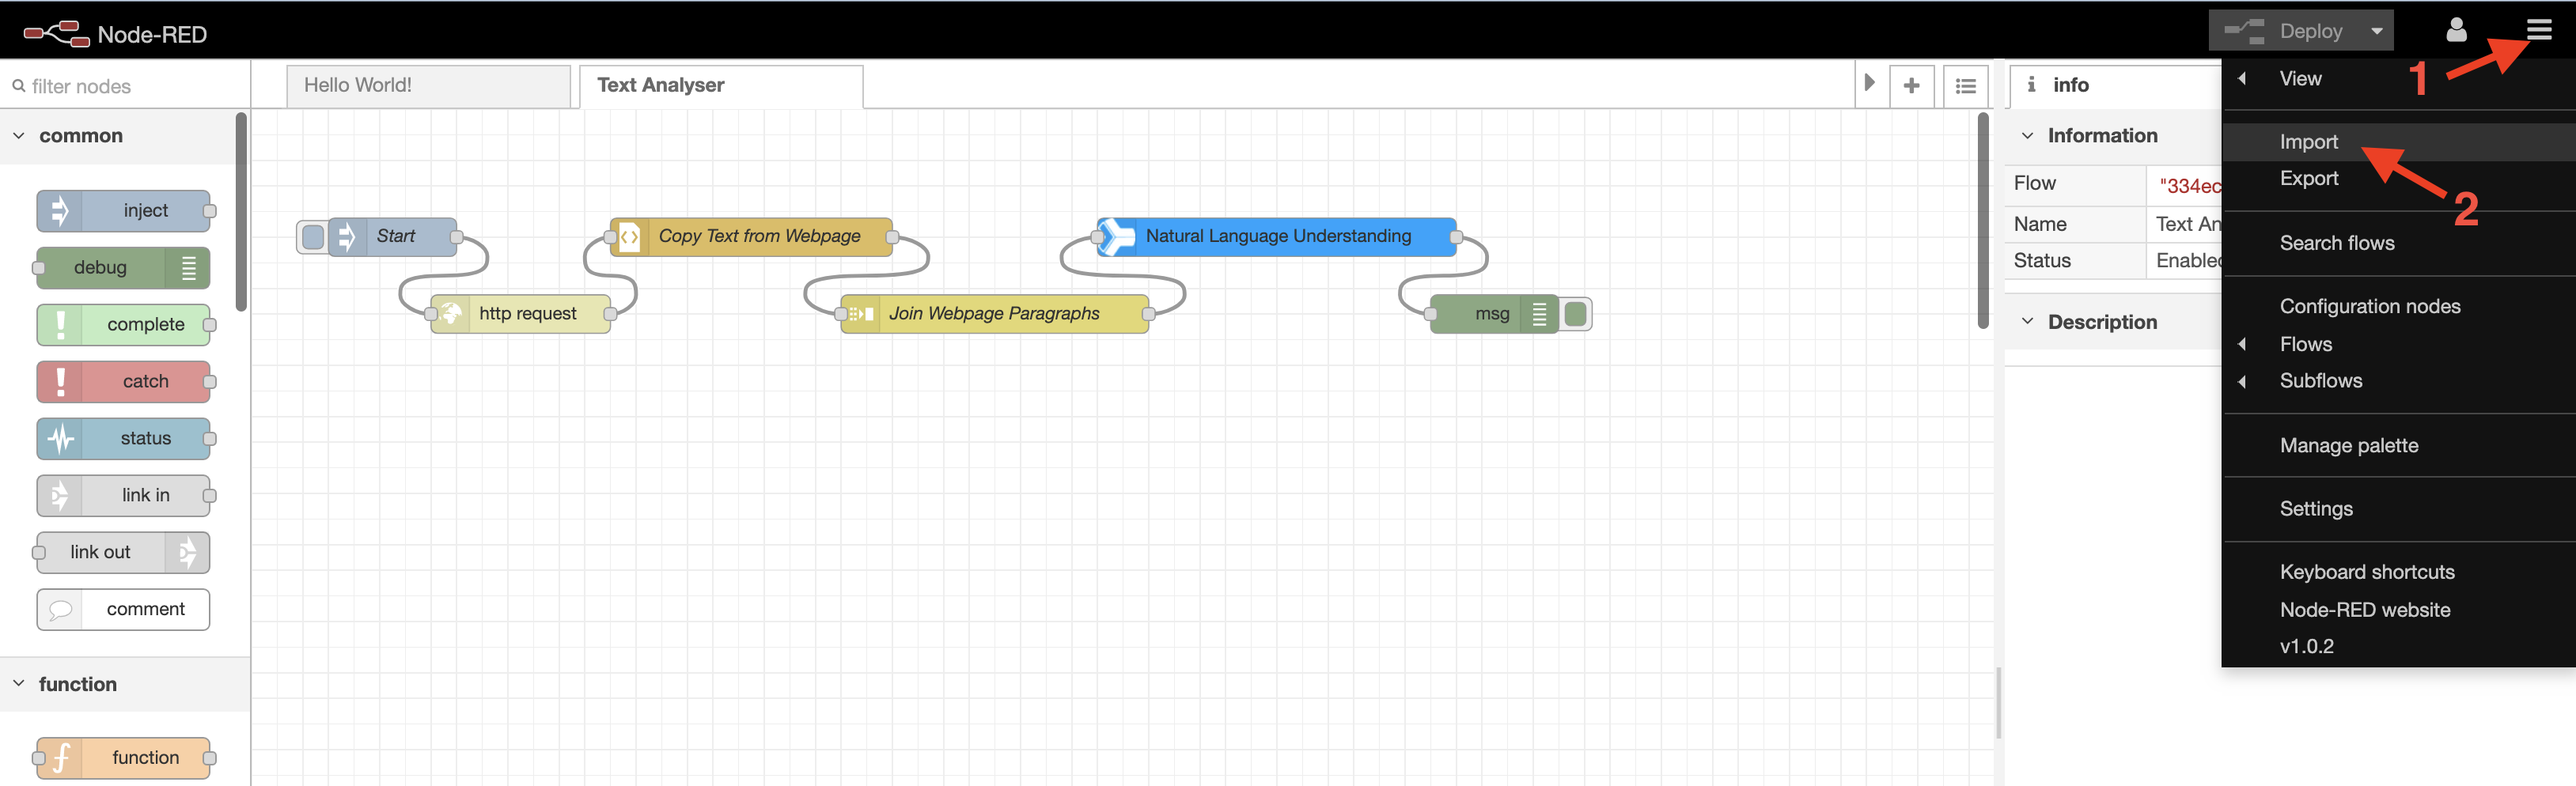 Node-RED
Deploy
1
filter nodes
Hello World!
Text Analyser
info
View
common
Information
Import
Flow
"334ec
Export
2
inject
Name
Text An
Start
Copy Text from Webpage
Natural Language Understanding
Search flows
debug
Status
Enabled
http request
Join Webpage Paragraphs
msg
Configuration nodes
complete
Description
Flows
catch
Subflows
status
Manage palette
link in
Settings
link out
Keyboard shortcuts
comment
Node-RED website
v1.0.2
function
function